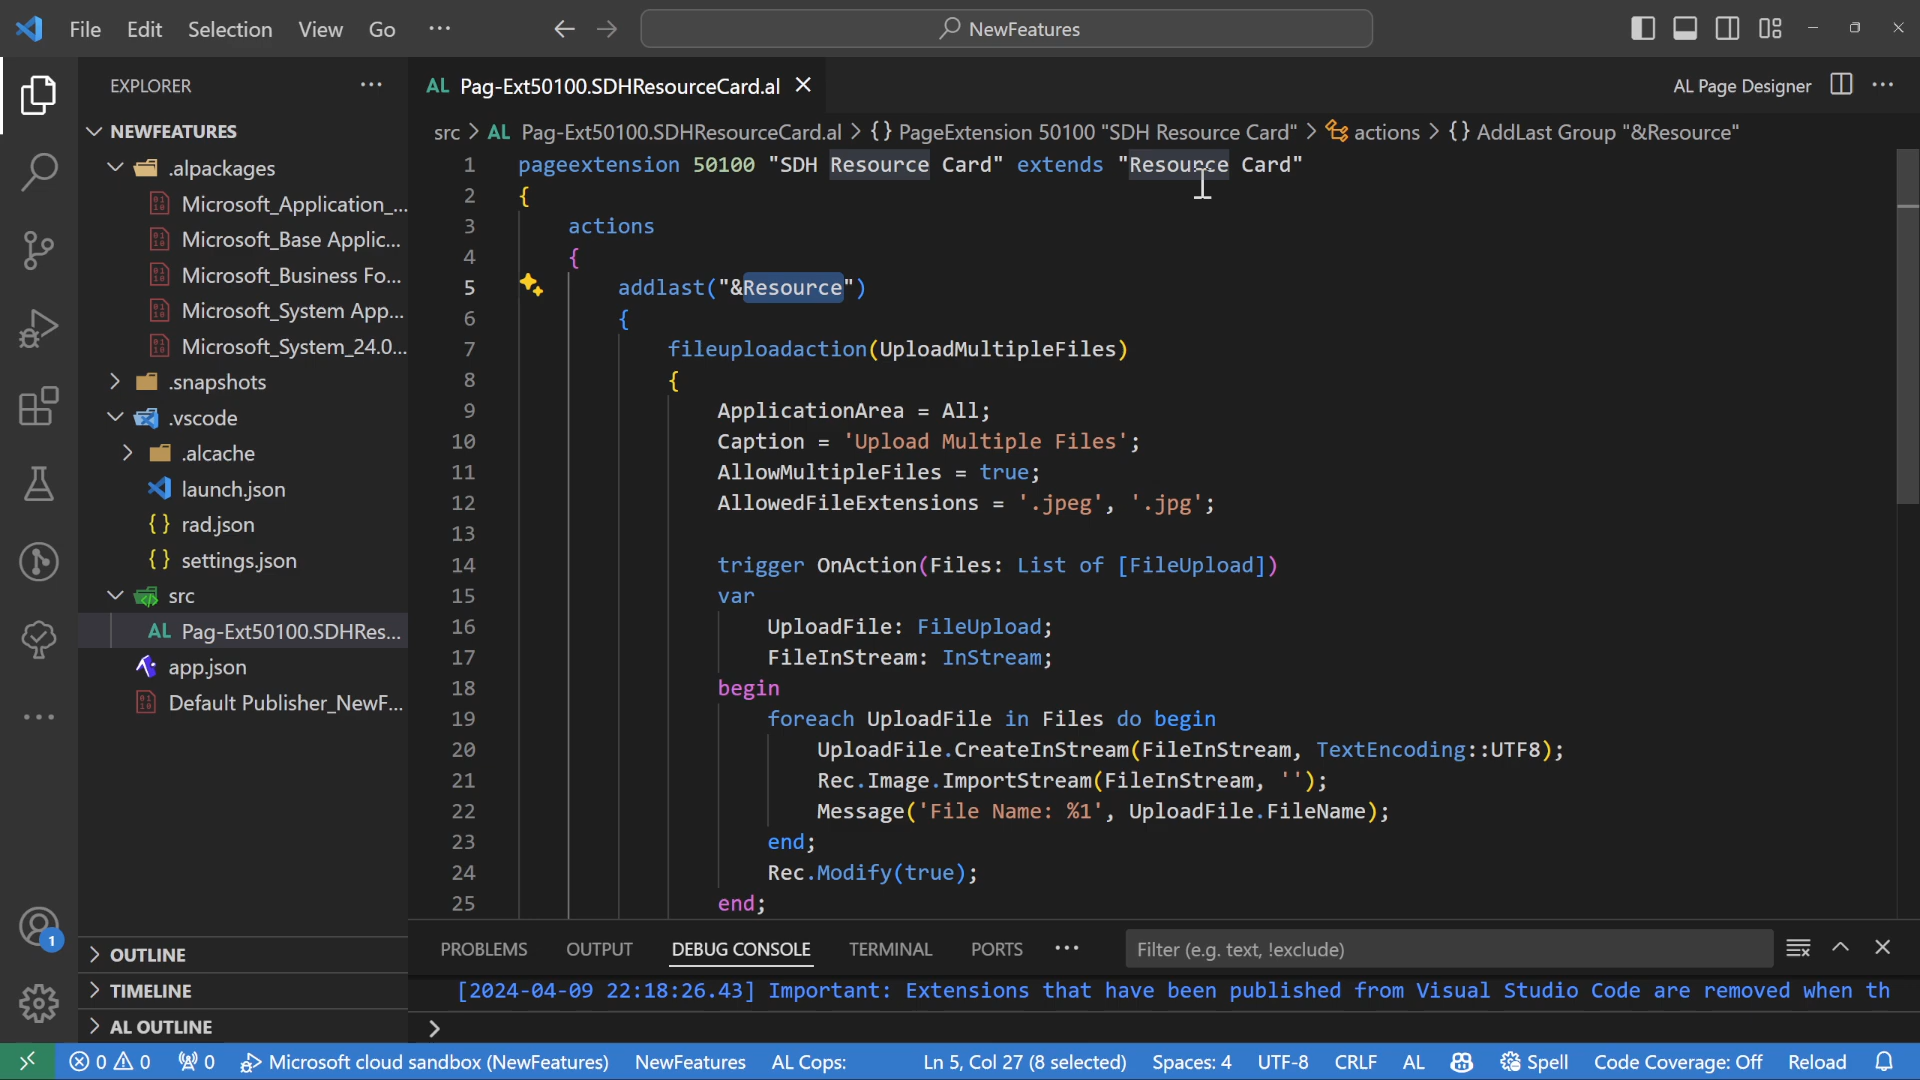 File Edit Selection View Go ··· NewFeatures
EXPLORER ···
NEWFEATURES
.alpackages
Microsoft_Application_...
Microsoft_Base Applic...
Microsoft_Business Fo...
Microsoft_System App...
Microsoft_System_24.0...
.snapshots
.vscode
.alcache
launch.json
{} rad.json
{} settings.json
src
AL Pag-Ext50100.SDHRes...
app.json
Default Publisher_NewF...
OUTLINE
TIMELINE
AL OUTLINE
1
AL Pag-Ext50100.SDHResourceCard.al
AL Page Designer ···
src > AL Pag-Ext50100.SDHResourceCard.al > {} PageExtension 50100 "SDH Resource Card" > actions > {} AddLast Group "&Resource"
1 pageextension 50100 "SDH Resource Card" extends "Resource Card"
2 {
3 actions
4 {
5 addlast("&Resource")
6 {
7 fileuploadaction(UploadMultipleFiles)
8 {
9 ApplicationArea = All;
10 Caption = 'Upload Multiple Files';
11 AllowMultipleFiles = true;
12 AllowedFileExtensions = '.jpeg', '.jpg';
13
14 trigger OnAction(Files: List of [FileUpload])
15 var
16 UploadFile: FileUpload;
17 FileInStream: InStream;
18 begin
19 foreach UploadFile in Files do begin
20 UploadFile.CreateInStream(FileInStream, TextEncoding::UTF8);
21 Rec.Image.ImportStream(FileInStream, '');
22 Message('File Name: %1', UploadFile.FileName);
23 end;
24 Rec.Modify(true);
25 end;
PROBLEMS OUTPUT DEBUG CONSOLE TERMINAL PORTS ··· Filter (e.g. text, !exclude)
[2024-04-09 22:18:26.43] Important: Extensions that have been published from Visual Studio Code are removed when th
>
0 0 0 Microsoft cloud sandbox (NewFeatures) NewFeatures AL Cops: Ln 5, Col 27 (8 selected) Spaces: 4 UTF-8 CRLF AL Spell Code Coverage: Off Reload